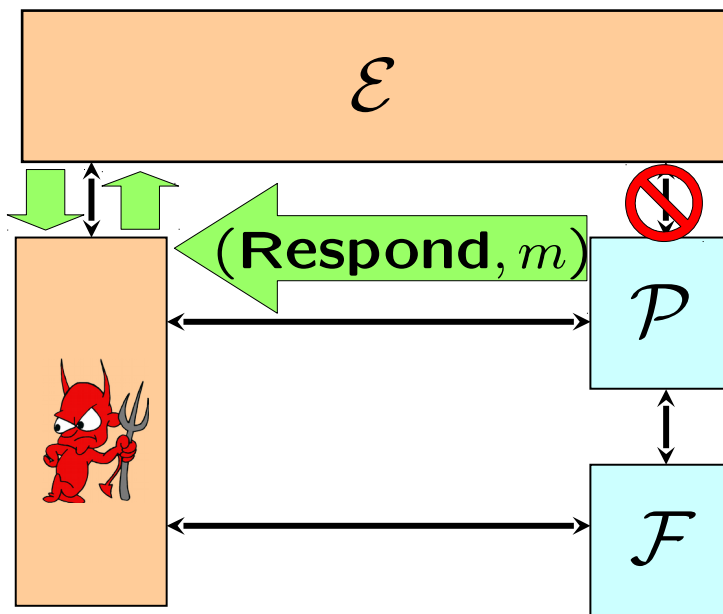 ℰ
(Respond, m)
𝒫
ℱ